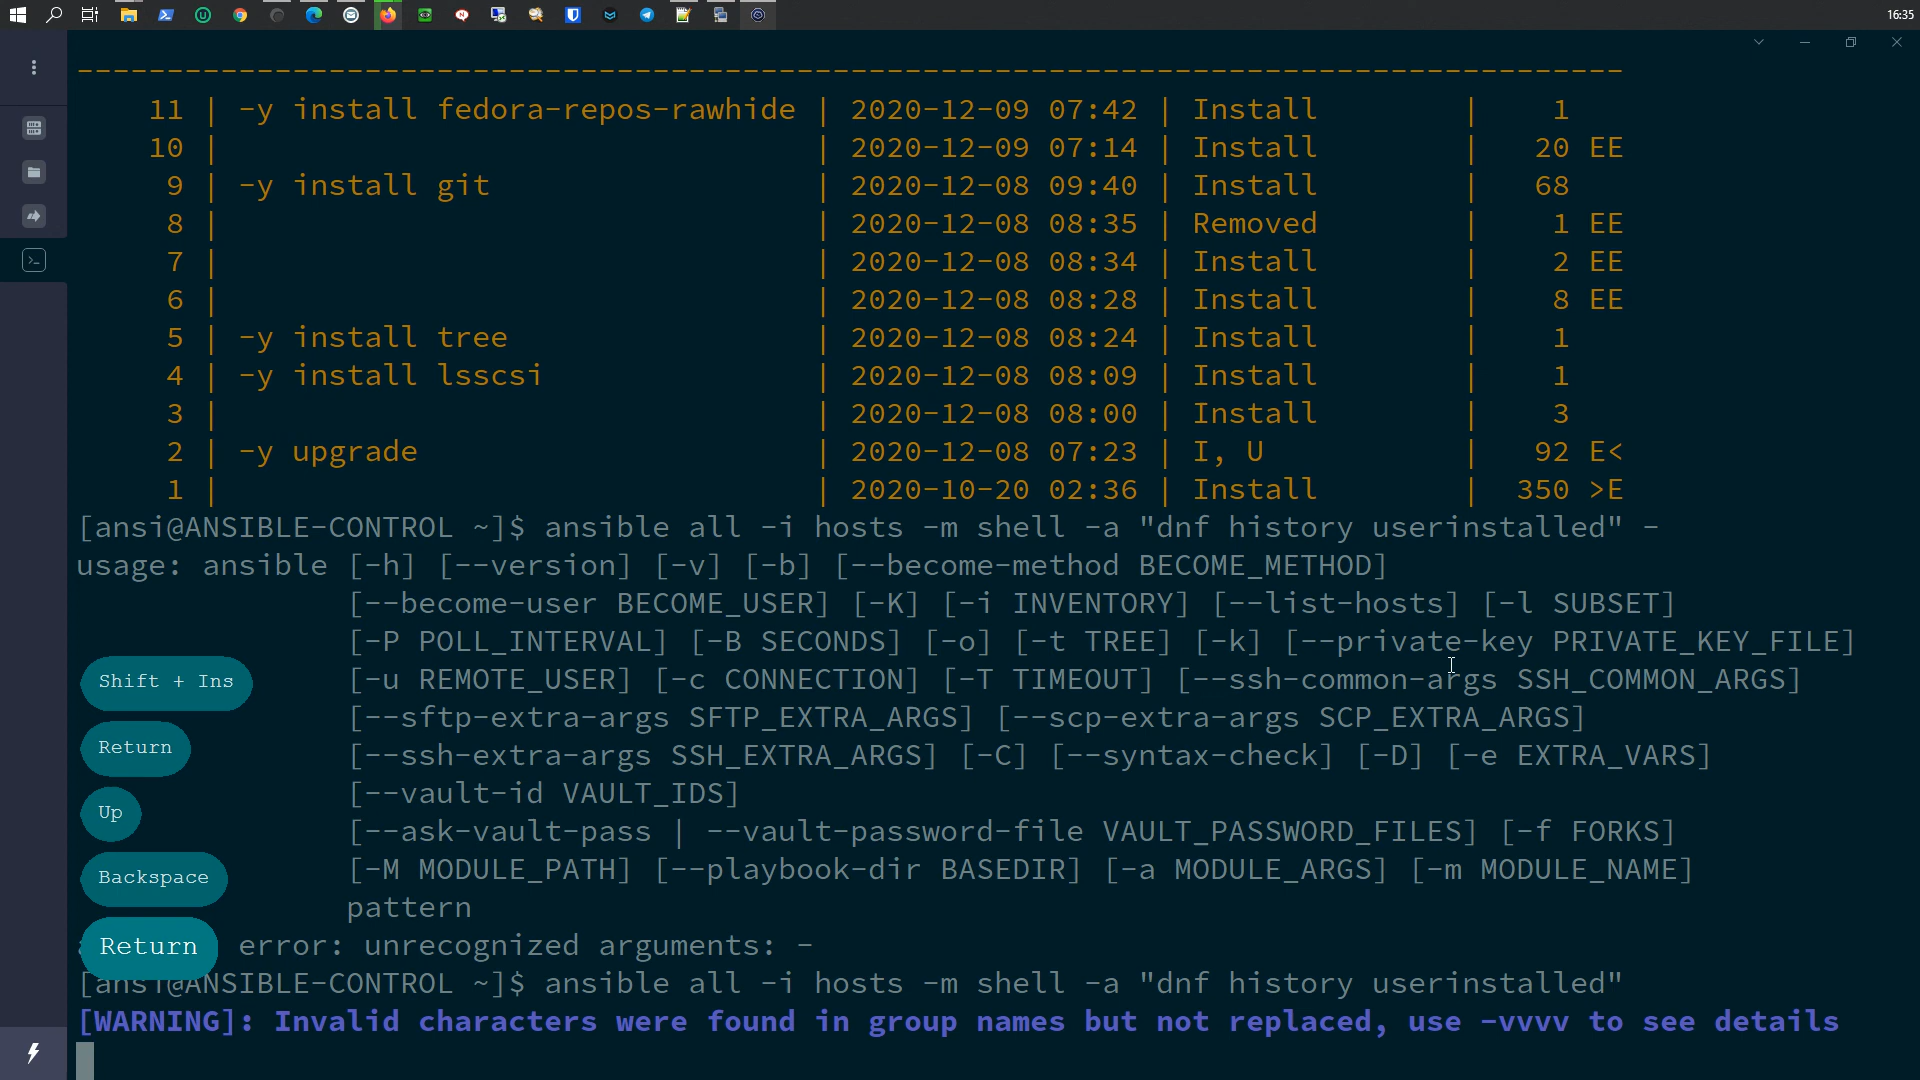 16:35
--------------------------------------------------------------------------------------
11 | -y install fedora-repos-rawhide | 2020-12-09 07:42 | Install | 1
10 | | 2020-12-09 07:14 | Install | 20 EE
9 | -y install git | 2020-12-08 09:40 | Install | 68
8 | | 2020-12-08 08:35 | Removed | 1 EE
7 | | 2020-12-08 08:34 | Install | 2 EE
6 | | 2020-12-08 08:28 | Install | 8 EE
5 | -y install tree | 2020-12-08 08:24 | Install | 1
4 | -y install lsscsi | 2020-12-08 08:09 | Install | 1
3 | | 2020-12-08 08:00 | Install | 3
2 | -y upgrade | 2020-12-08 07:23 | I, U | 92 E<
1 | | 2020-10-20 02:36 | Install | 350 >E
[ansi@ANSIBLE-CONTROL ~]$ ansible all -i hosts -m shell -a "dnf history userinstalled" -
usage: ansible [-h] [--version] [-v] [-b] [--become-method BECOME_METHOD]
[--become-user BECOME_USER] [-K] [-i INVENTORY] [--list-hosts] [-l SUBSET]
[-P POLL_INTERVAL] [-B SECONDS] [-o] [-t TREE] [-k] [--private-key PRIVATE_KEY_FILE]
[-u REMOTE_USER] [-c CONNECTION] [-T TIMEOUT] [--ssh-common-args SSH_COMMON_ARGS]
[--sftp-extra-args SFTP_EXTRA_ARGS] [--scp-extra-args SCP_EXTRA_ARGS]
[--ssh-extra-args SSH_EXTRA_ARGS] [-C] [--syntax-check] [-D] [-e EXTRA_VARS]
[--vault-id VAULT_IDS]
[--ask-vault-pass | --vault-password-file VAULT_PASSWORD_FILES] [-f FORKS]
[-M MODULE_PATH] [--playbook-dir BASEDIR] [-a MODULE_ARGS] [-m MODULE_NAME]
pattern
error: unrecognized arguments: -
[ansi@ANSIBLE-CONTROL ~]$ ansible all -i hosts -m shell -a "dnf history userinstalled"
[WARNING]: Invalid characters were found in group names but not replaced, use -vvvv to see details
Shift + Ins
Return
Up
Backspace
Return